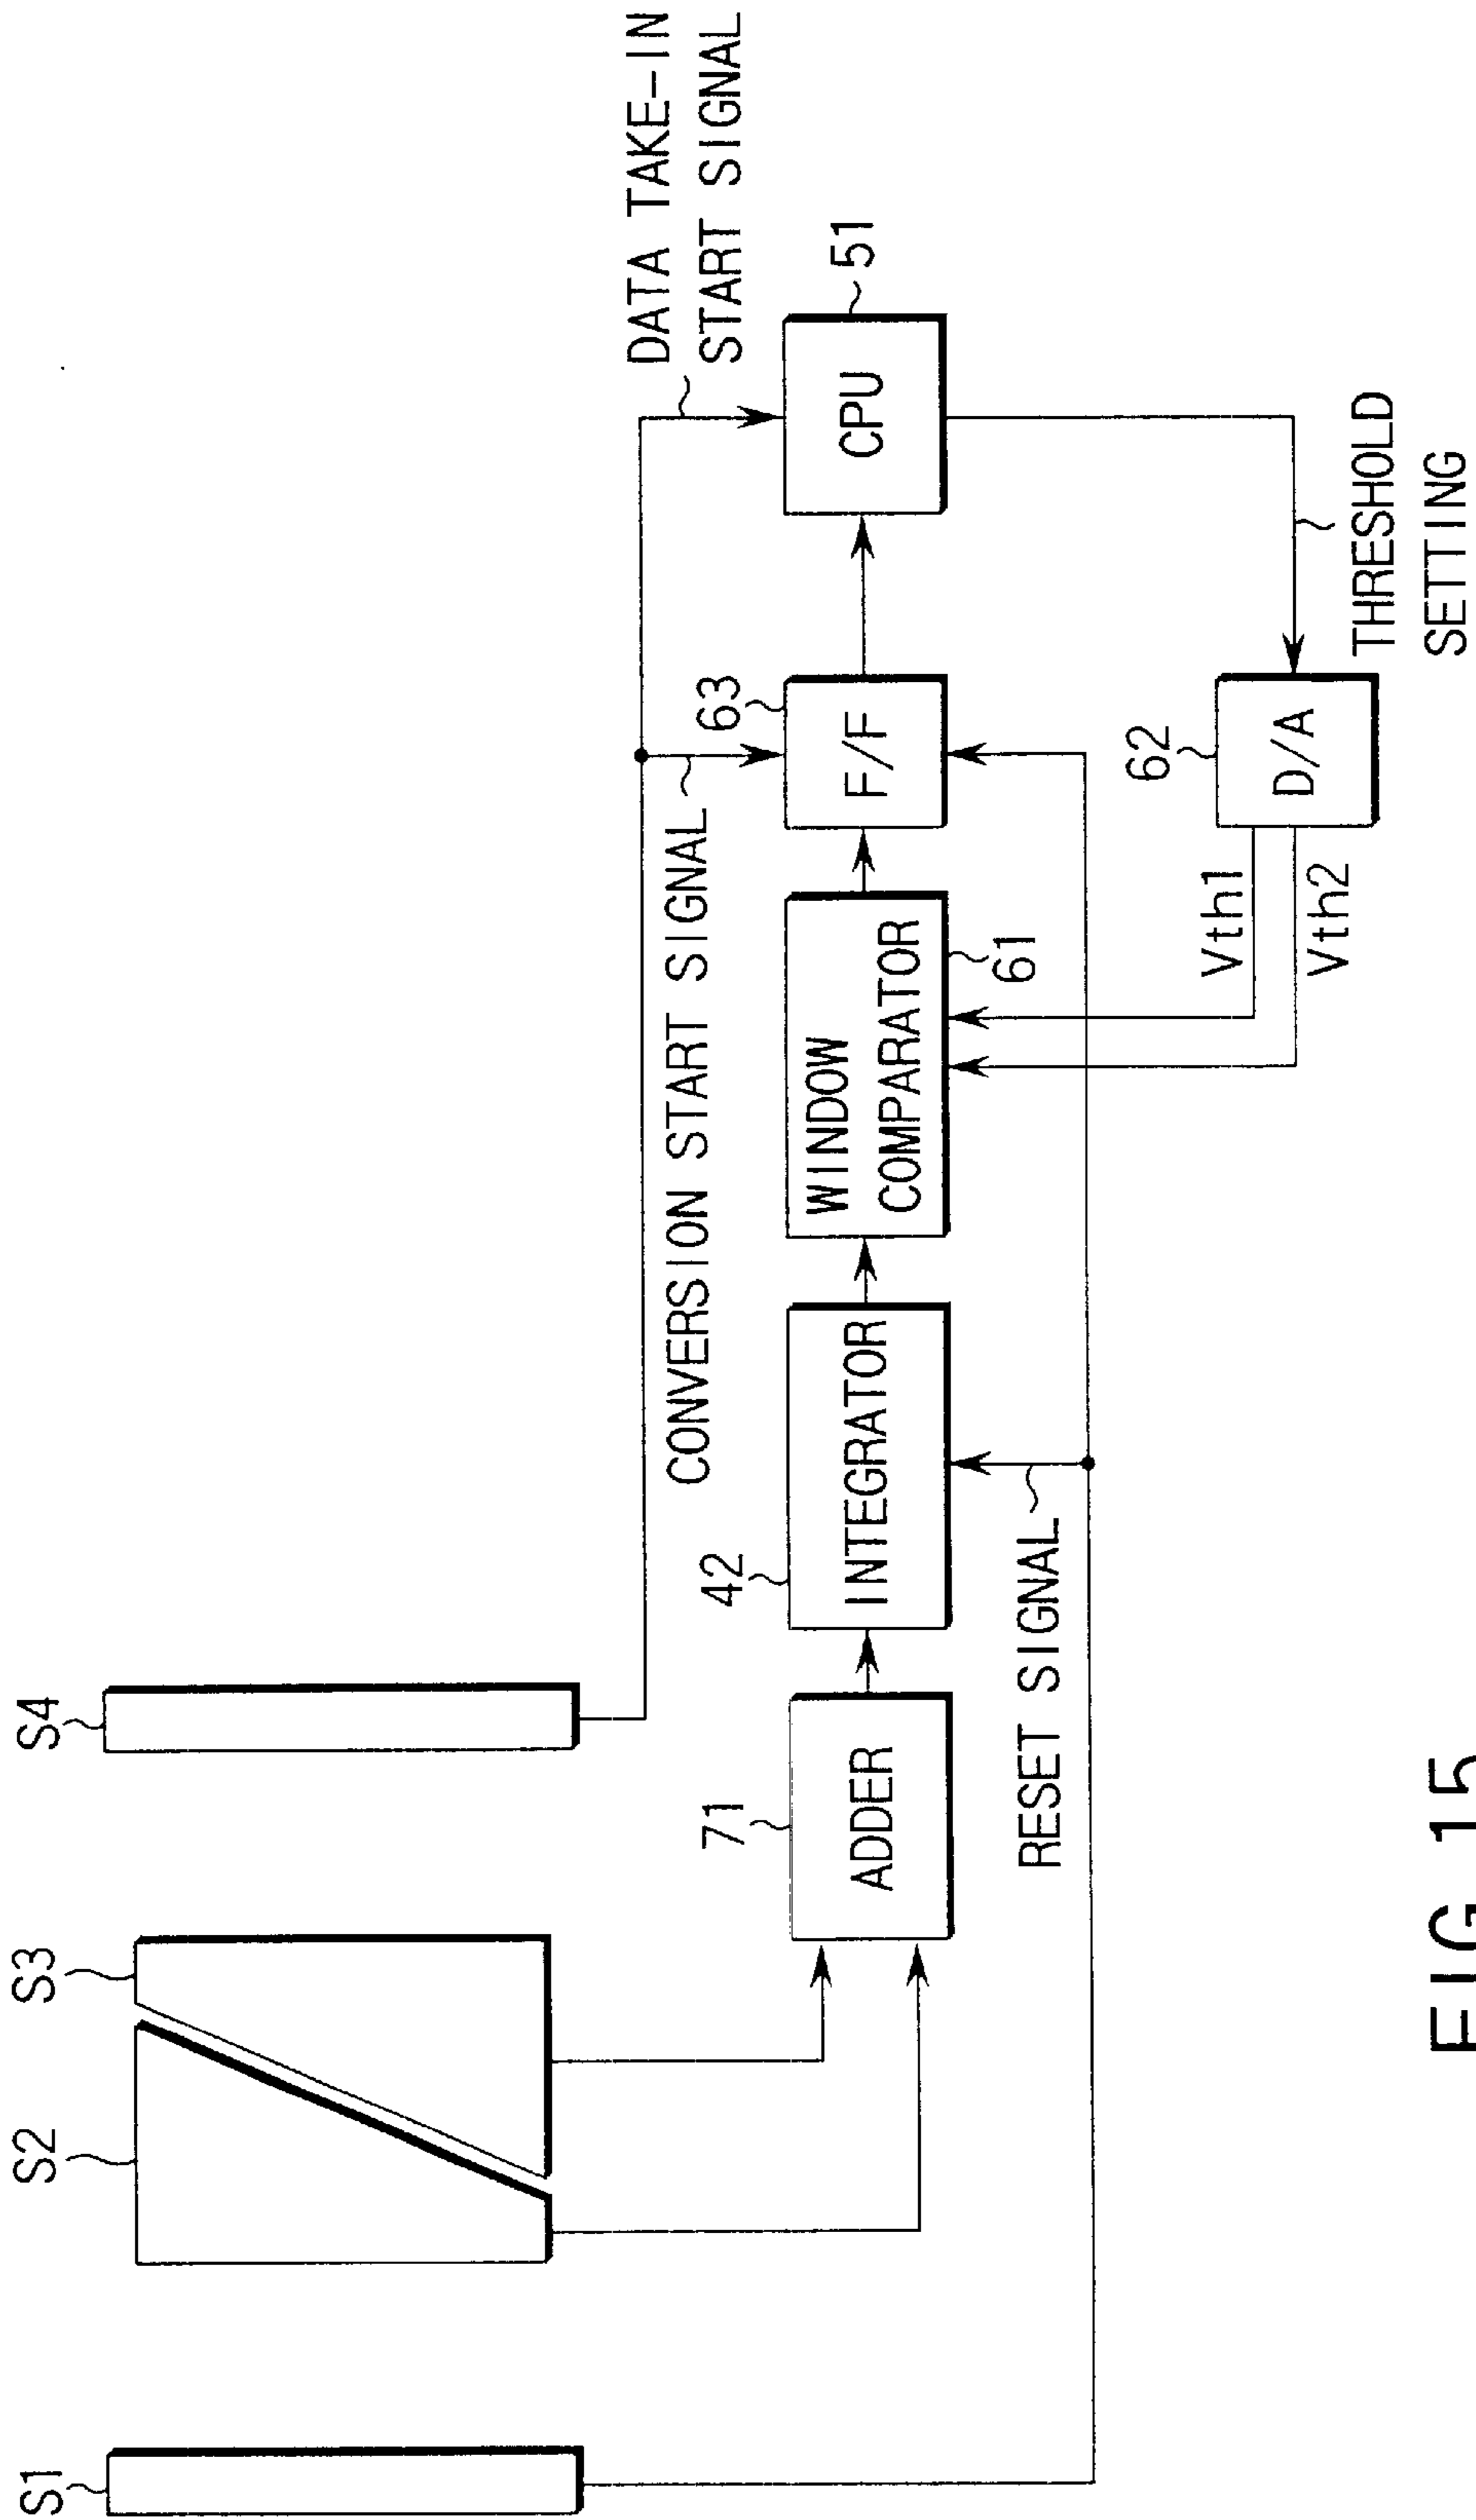 S1
S2
S3
S4
DATA TAKE-IN
START SIGNAL
CONVERSION START SIGNAL
71
42
63
51
ADDER
INTEGRATOR
WINDOW
COMPARATOR
F/F
CPU
61
RESET SIGNAL
62
Vth1
Vth2
D/A
THRESHOLD
SETTING
FIG.15